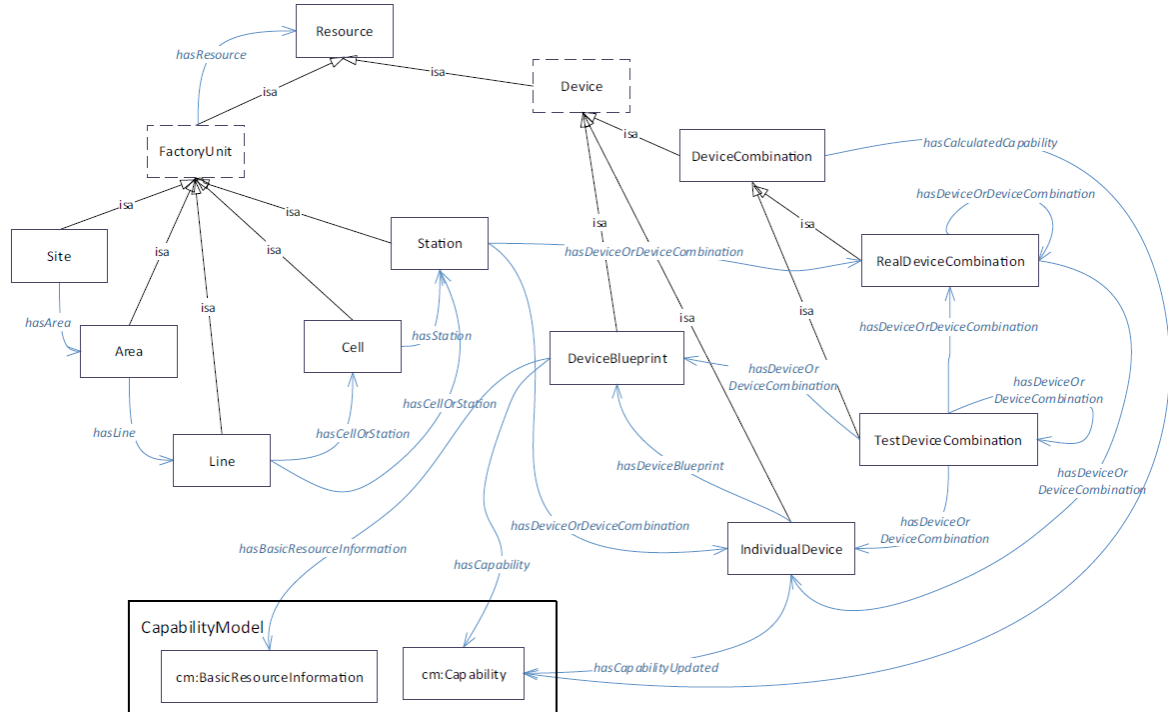 Resource
hasResource
isa
isa
Device
FactoryUnit
isa
DeviceCombination
hasCalculatedCapability
isa
isa
isa
hasDeviceOrDeviceCombination
Site
Station
isa
isa
isa
hasDeviceOrDeviceCombination
RealDeviceCombination
isa
isa
isa
hasArea
Area
Cell
hasStation
DeviceBlueprint
hasDeviceOrDeviceCombination
hasDeviceOr
DeviceCombination
hasDeviceOr
DeviceCombination
hasLine
hasCellOrStation
hasCellOrStation
Line
TestDeviceCombination
hasDeviceBlueprint
hasDeviceOr
DeviceCombination
hasDeviceOrDeviceCombination
hasDeviceOr
DeviceCombination
hasBasicResourceInformation
hasCapability
IndividualDevice
CapabilityModel
cm:BasicResourceInformation
cm:Capability
hasCapabilityUpdated